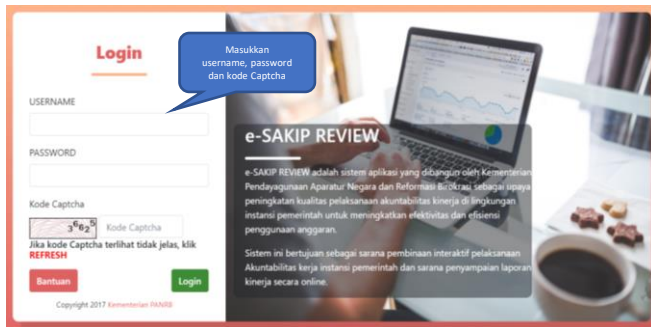 Login
Masukkan
username, password
dan kode Captcha
USERNAME
PASSWORD
Kode Captcha
36625
Kode Captcha
Jika kode Captcha terlihat tidak jelas, klik
REFRESH
Bantuan
Login
Copyright 2017 Kementerian PANRB
e-SAKIP REVIEW
e-SAKIP REVIEW adalah sistem aplikasi yang dibangun oleh Kementerian
Pendayagunaan Aparatur Negara dan Reformasi Birokrasi sebagai upaya
peningkatan kualitas pelaksanaan akuntabilitas kinerja di lingkungan
instansi pemerintah untuk meningkatkan efektivitas dan efisiensi
penggunaan anggaran.
Sistem ini bertujuan sebagai sarana pembinaan interaktif pelaksanaan
Akuntabilitas kerja instansi pemerintah dan sarana penyampaian laporan
kinerja secara online.